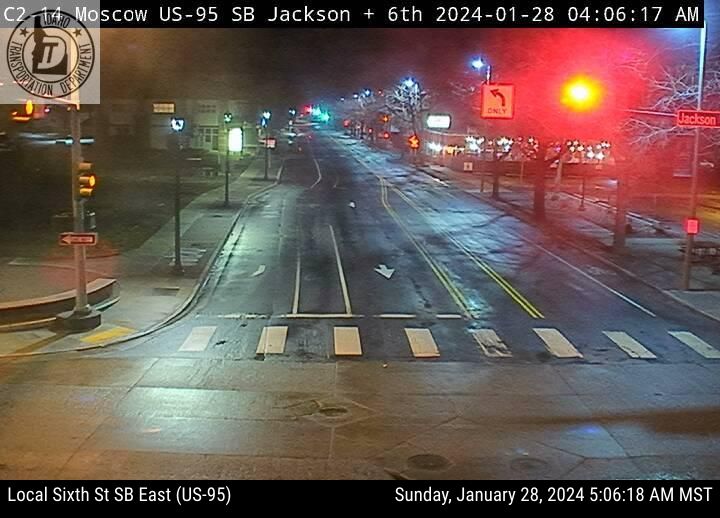 C2 14 Moscow US-95 SB Jackson + 6th 2024-01-28 04:06:17 AM
IDAHO
TRANSPORTATION DEPARTMENT
ONLY
Jackson
Local Sixth St SB East (US-95)
Sunday, January 28, 2024 5:06:18 AM MST